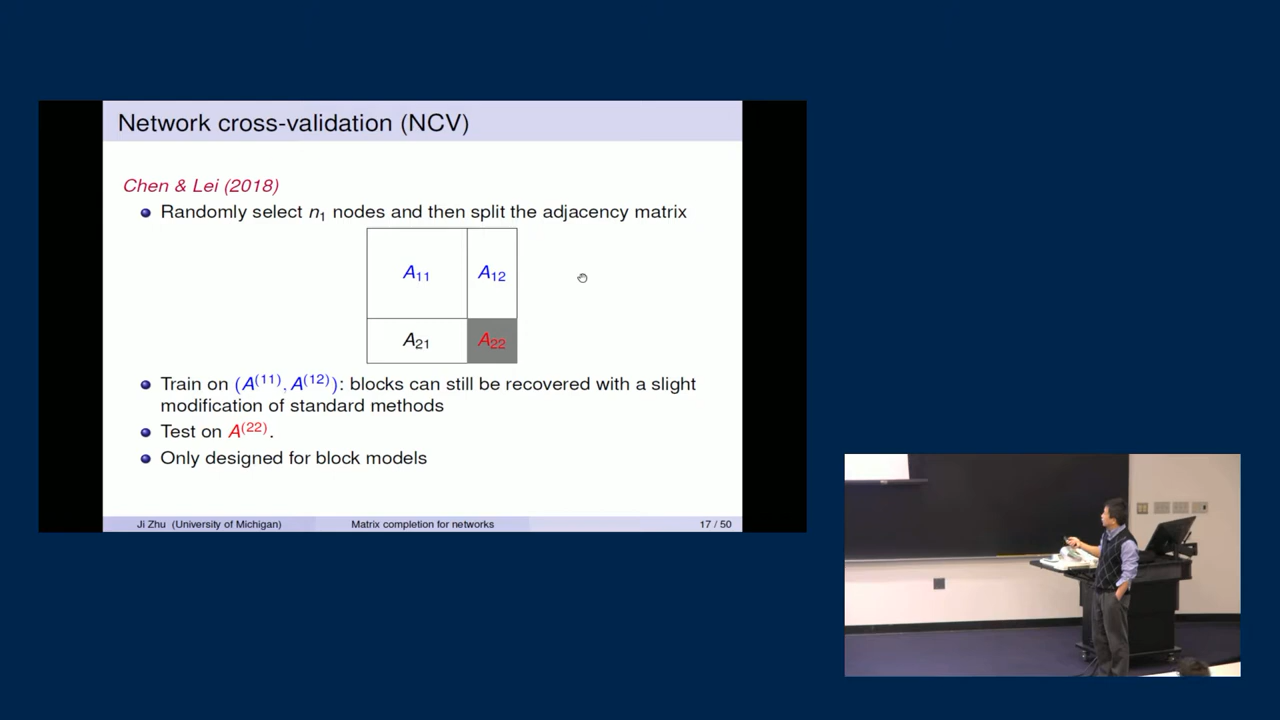 Network cross-validation (NCV)
Chen & Lei (2018)
Randomly select n₁ nodes and then split the adjacency matrix
A₁₁ A₁₂
A₂₁ A₂₂
Train on (A⁽¹¹⁾, A⁽¹²⁾): blocks can still be recovered with a slight
modification of standard methods
Test on A⁽²²⁾.
Only designed for block models
Ji Zhu (University of Michigan) Matrix completion for networks 17 / 50